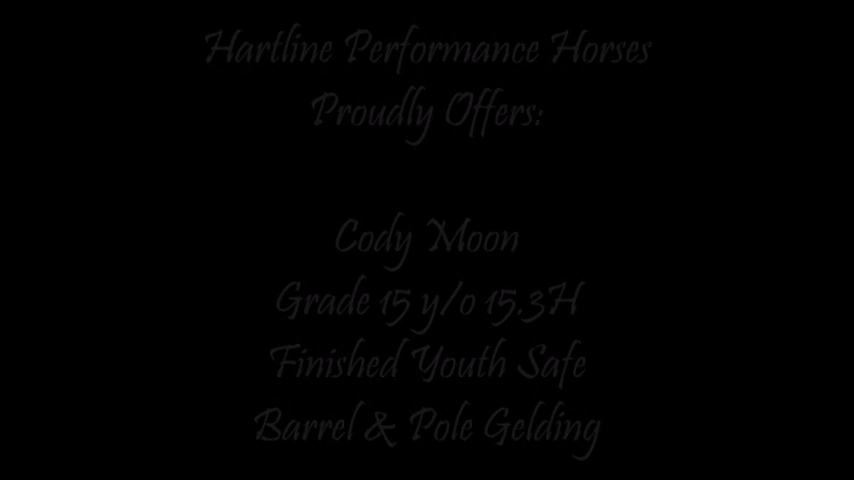 Hartline Performance Horses
Proudly Offers:
Cody Moon
Grade 15 y/o 15.3H
Finished Youth Safe
Barrel & Pole Gelding